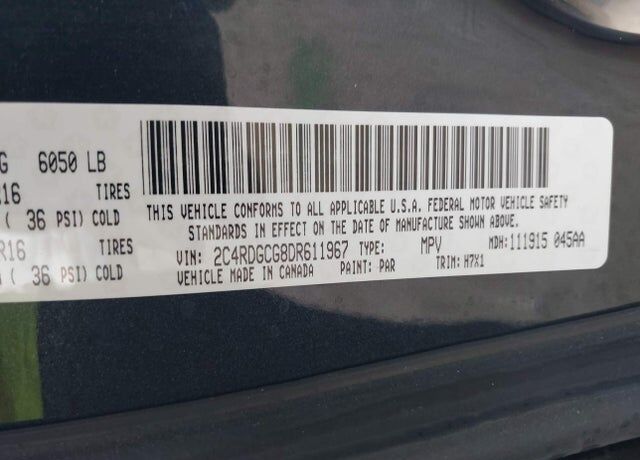 G 6050 LB
R16 TIRES
( 36 PSI) COLD
R16 TIRES
( 36 PSI) COLD
THIS VEHICLE CONFORMS TO ALL APPLICABLE U.S.A. FEDERAL MOTOR VEHICLE SAFETY
STANDARDS IN EFFECT ON THE DATE OF MANUFACTURE SHOWN ABOVE.
VIN: 2C4RDGCG8DR611967 TYPE: MPV MDH: 111915 045AA
VEHICLE MADE IN CANADA PAINT: PAR TRIM: H7X1